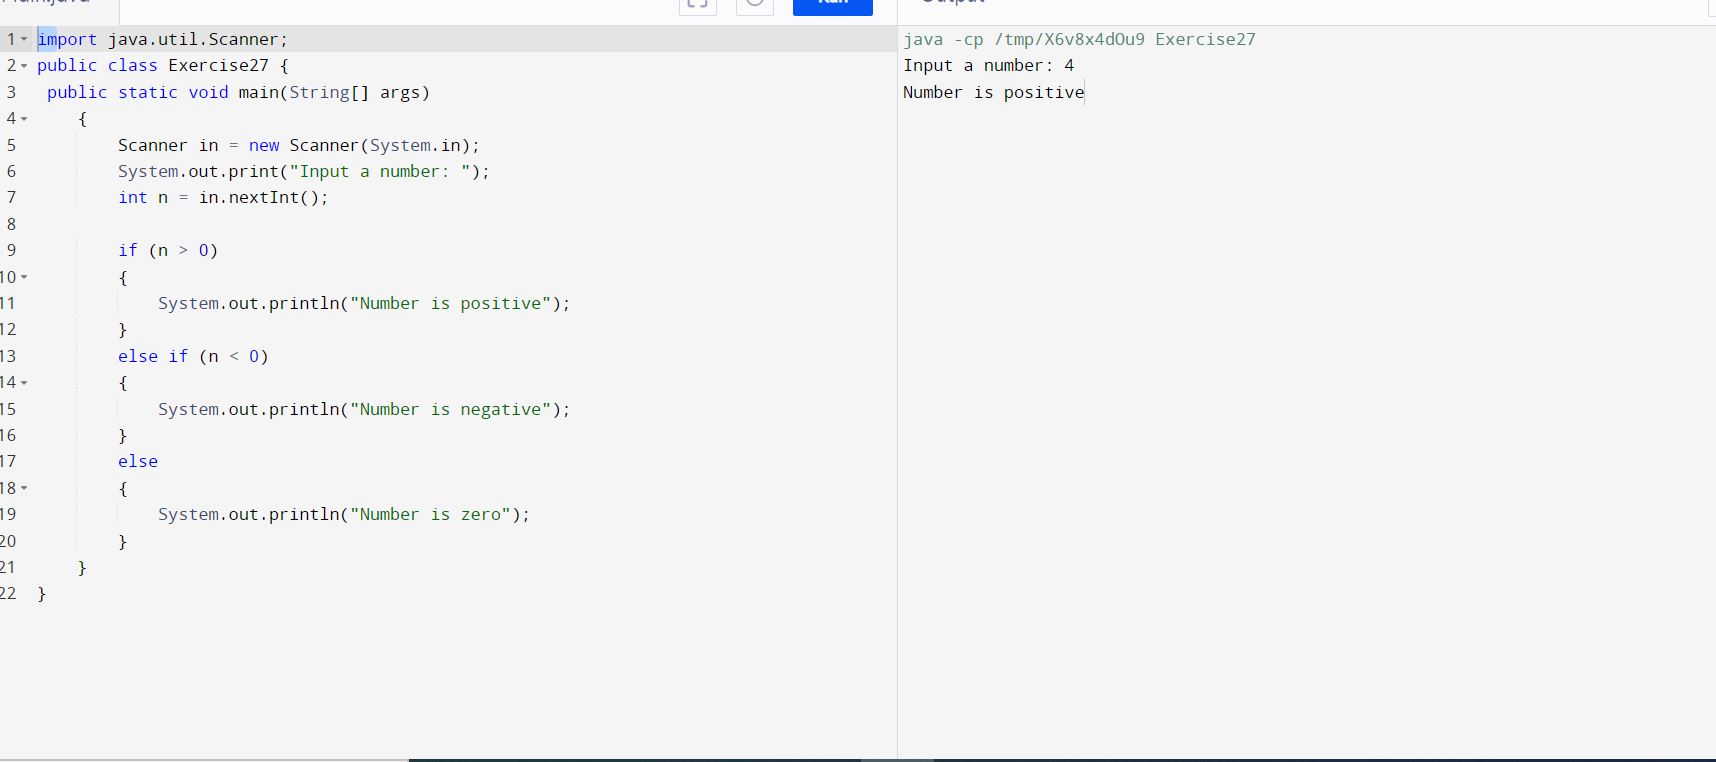 Main.java Run Output
1 import java.util.Scanner;
2 public class Exercise27 {
3 public static void main(String[] args)
4 {
5 Scanner in = new Scanner(System.in);
6 System.out.print("Input a number: ");
7 int n = in.nextInt();
8
9 if (n > 0)
10 {
11 System.out.println("Number is positive");
12 }
13 else if (n < 0)
14 {
15 System.out.println("Number is negative");
16 }
17 else
18 {
19 System.out.println("Number is zero");
20 }
21 }
22 }
java -cp /tmp/X6v8x4dOu9 Exercise27
Input a number: 4
Number is positive